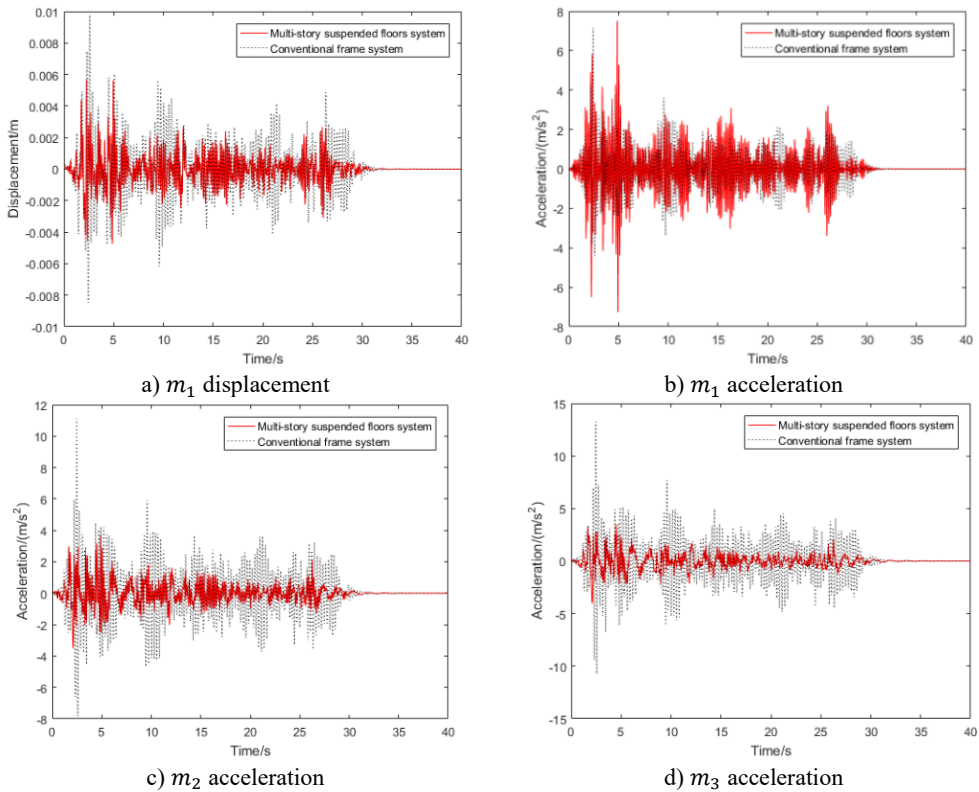 0.01
0.008
0.006
0.004
0.002
0
-0.002
-0.004
-0.006
-0.008
-0.01
Displacement/m
Multi-story suspended floors system
Conventional frame system
0 5 10 15 20 25 30 35 40
Time/s
a) m₁ displacement
8
6
4
2
0
-2
-4
-6
-8
Acceleration/(m/s²)
Multi-story suspended floors system
Conventional frame system
0 5 10 15 20 25 30 35 40
Time/s
b) m₁ acceleration
12
10
8
6
4
2
0
-2
-4
-6
-8
Acceleration/(m/s²)
Multi-story suspended floors system
Conventional frame system
0 5 10 15 20 25 30 35 40
Time/s
c) m₂ acceleration
15
10
5
0
-5
-10
-15
Acceleration/(m/s²)
Multi-story suspended floors system
Conventional frame system
0 5 10 15 20 25 30 35 40
Time/s
d) m₃ acceleration